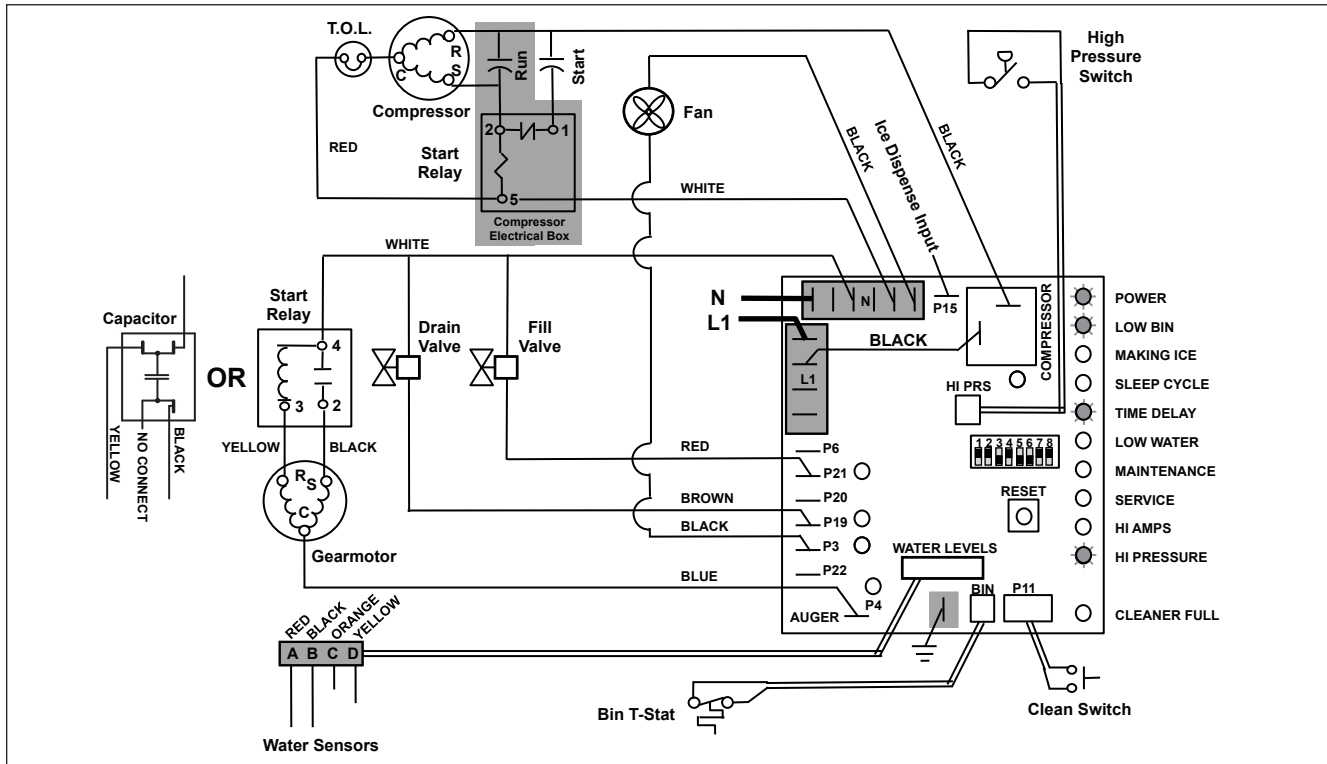 T.O.L.
R
S
C
Compressor
Run
Start
2
1
5
Start
Relay
Compressor
Electrical Box
RED
WHITE
Fan
BLACK
Ice Dispense Input
BLACK
High
Pressure
Switch
WHITE
Capacitor
YELLOW
NO CONNECT
BLACK
OR
Start
Relay
4
3
2
YELLOW
BLACK
R
S
C
Gearmotor
Drain
Valve
Fill
Valve
N
L1
N
L1
BLACK
P15
COMPRESSOR
HI PRS
1 2 3 4 5 6 7 8
RESET
POWER
LOW BIN
MAKING ICE
SLEEP CYCLE
TIME DELAY
LOW WATER
MAINTENANCE
SERVICE
HI AMPS
HI PRESSURE
CLEANER FULL
RED
BROWN
BLACK
BLUE
P6
P21
P20
P19
P3
P22
P4
AUGER
WATER LEVELS
BIN
P11
RED
BLACK
ORANGE
YELLOW
A B C D
Water Sensors
Bin T-Stat
Clean Switch